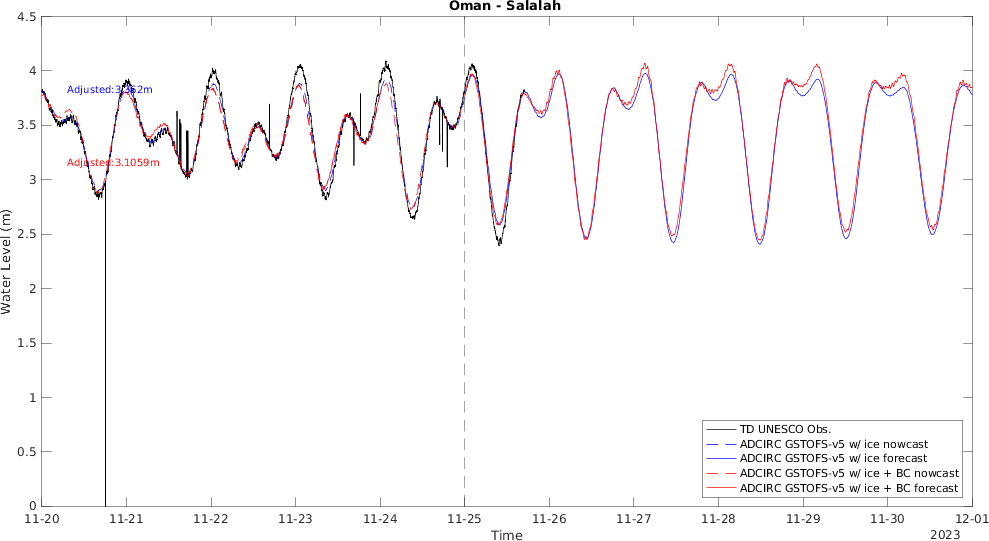 Oman - Salalah
4.5
4
3.5
3
2.5
2
1.5
1
0.5
0
Water Level (m)
Adjusted:3.1059m
11-20
11-21
11-22
11-23
11-24
11-25
11-26
11-27
11-28
11-29
11-30
12-01
Time
2023
TD UNESCO Obs.
ADCIRC GSTOFS-v5 w/ ice nowcast
ADCIRC GSTOFS-v5 w/ ice forecast
ADCIRC GSTOFS-v5 w/ ice + BC nowcast
ADCIRC GSTOFS-v5 w/ ice + BC forecast